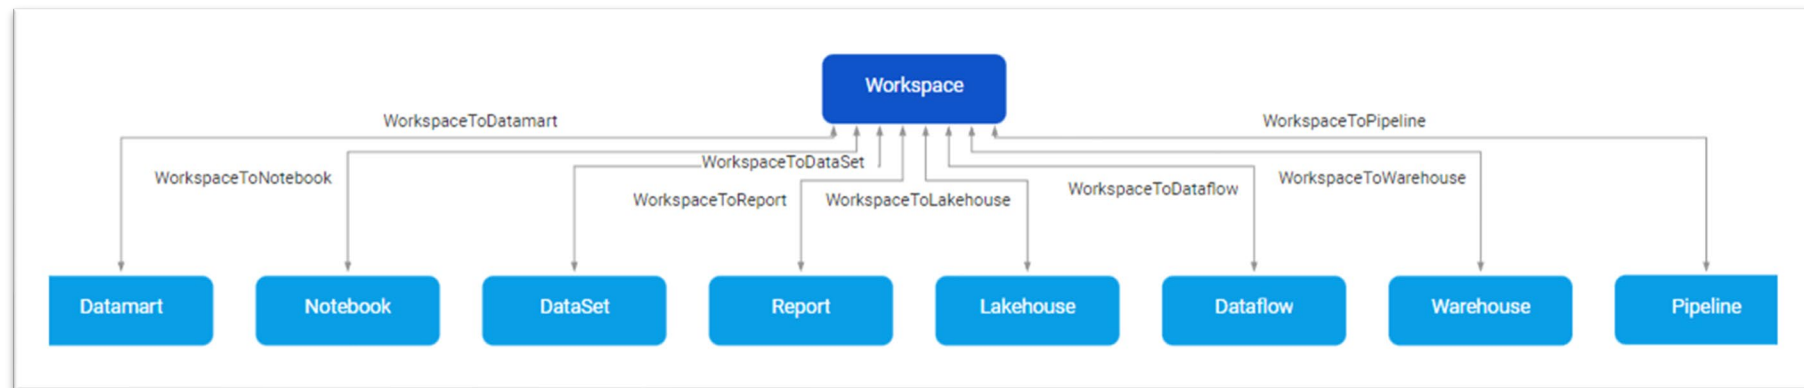 Workspace
WorkspaceToDatamart
WorkspaceToPipeline
WorkspaceToDataSet
WorkspaceToNotebook
WorkspaceToWarehouse
WorkspaceToDataflow
WorkspaceToReport
WorkspaceToLakehouse
Datamart
Notebook
DataSet
Report
Lakehouse
Dataflow
Warehouse
Pipeline